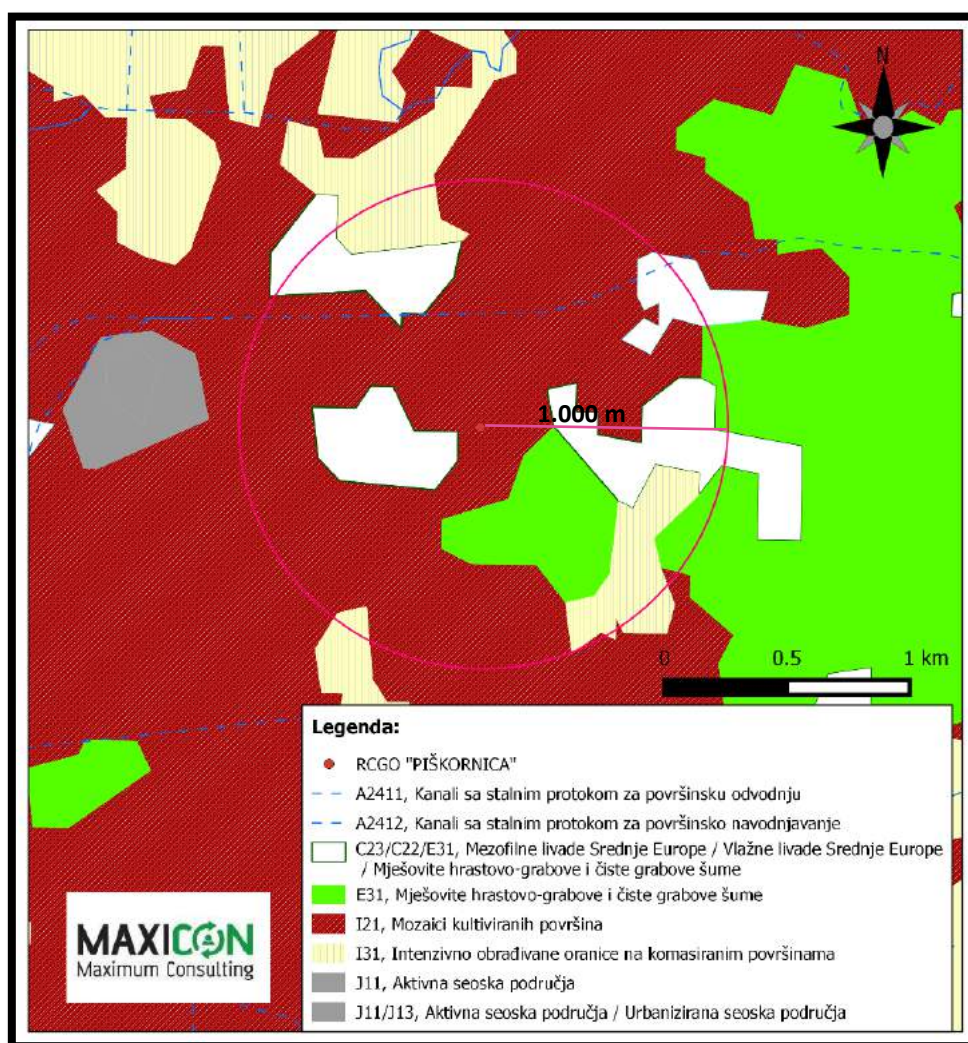 N
1.000 m
0 0.5 1 km
Legenda:
RCGO "PIŠKORNICA"
A2411, Kanali sa stalnim protokom za površinsku odvodnju
A2412, Kanali sa stalnim protokom za površinsko navodnjavanje
C23/C22/E31, Mezofilne livade Srednje Europe / Vlažne livade Srednje Europe
/ Mješovite hrastovo-grabove i čiste grabove šume
E31, Mješovite hrastovo-grabove i čiste grabove šume
I21, Mozaici kultiviranih površina
I31, Intenzivno obrađivane oranice na komasiranim površinama
J11, Aktivna seoska područja
J11/J13, Aktivna seoska područja / Urbanizirana seoska područja
MAXICON
Maximum Consulting